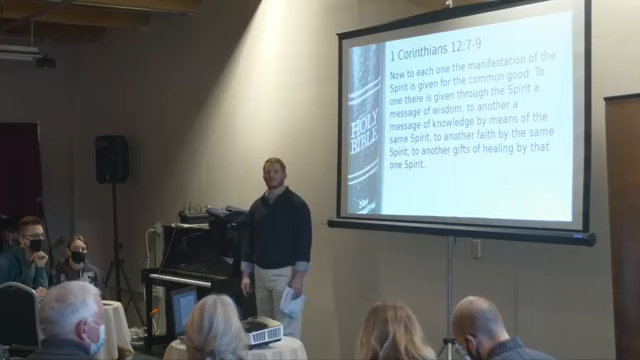 1 Corinthians 12:7-9
Now to each one the manifestation of the
Spirit is given for the common good. To
one there is given through the Spirit a
message of wisdom, to another a
message of knowledge by means of the
same Spirit, to another faith by the same
Spirit, to another gifts of healing by that
one Spirit.
HOLY
BIBLE